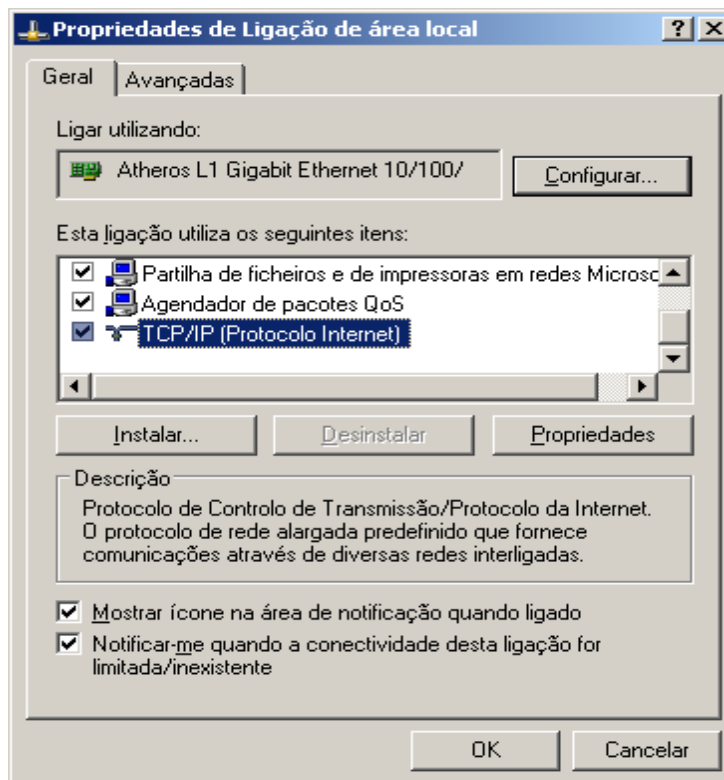 Propriedades de Ligação de área local
Geral
Avançadas
Ligar utilizando:
Atheros L1 Gigabit Ethernet 10/100/
Configurar...
Esta ligação utiliza os seguintes itens:
Partilha de ficheiros e de impressoras em redes Microsc
Agendador de pacotes QoS
TCP/IP (Protocolo Internet)
Instalar...
Desinstalar
Propriedades
Descrição
Protocolo de Controlo de Transmissão/Protocolo da Internet.
O protocolo de rede alargada predefinido que fornece
comunicações através de diversas redes interligadas.
Mostrar ícone na área de notificação quando ligado
Notificar-me quando a conectividade desta ligação for
limitada/inexistente
OK
Cancelar